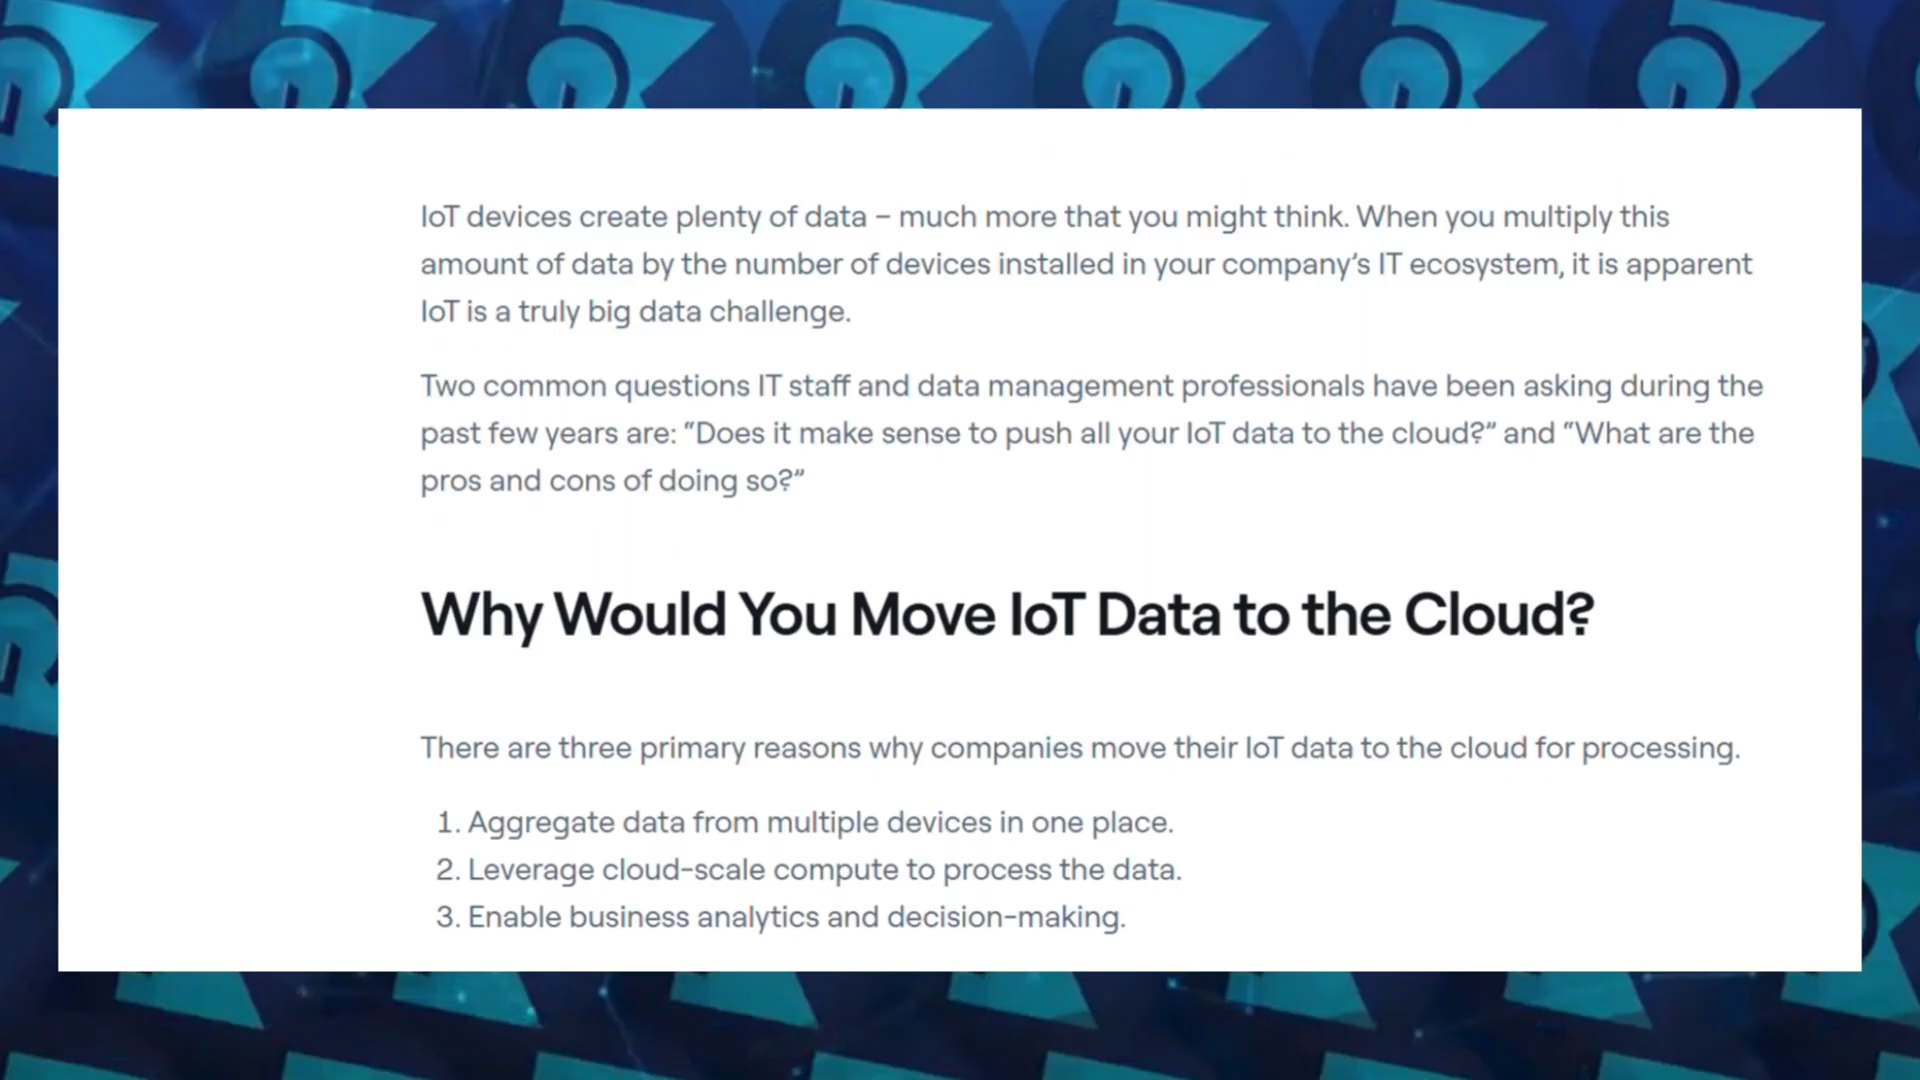 IoT devices create plenty of data – much more that you might think. When you multiply this
amount of data by the number of devices installed in your company’s IT ecosystem, it is apparent
IoT is a truly big data challenge.
Two common questions IT staff and data management professionals have been asking during the
past few years are: “Does it make sense to push all your IoT data to the cloud?” and “What are the
pros and cons of doing so?”
Why Would You Move IoT Data to the Cloud?
There are three primary reasons why companies move their IoT data to the cloud for processing.
1. Aggregate data from multiple devices in one place.
2. Leverage cloud-scale compute to process the data.
3. Enable business analytics and decision-making.